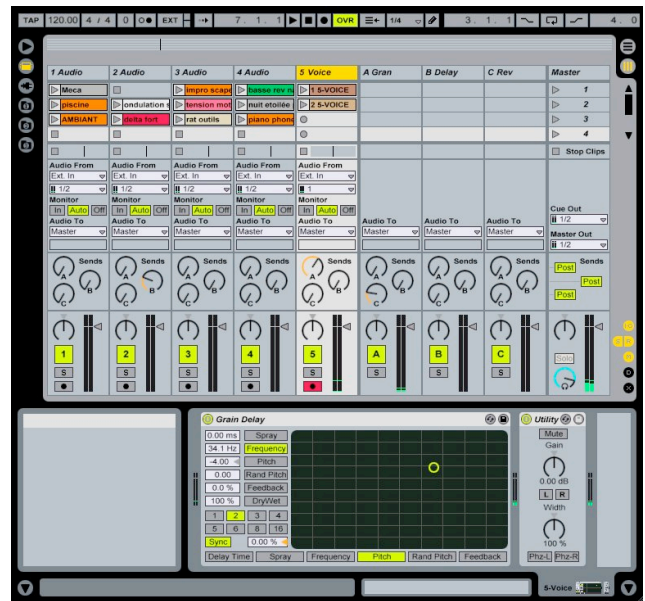 TAP 120.00 4 / 4 0 EXT 7. 1. 1 OVR 1/4 3. 1. 1 4. 0
1 Audio 2 Audio 3 Audio 4 Audio 5 Voice A Gran B Delay C Rev Master
Meca impro scape basse rev n 1 5-VOICE 1
piscine ondulation s tension mot nuit etoilée 2 5-VOICE 2
AMBIANT delta fort rat outils piano phone 3
4
Stop Clips
Audio From Audio From Audio From Audio From Audio From
Ext. In Ext. In Ext. In Ext. In Ext. In
1/2 1/2 1/2 1/2 1
Monitor Monitor Monitor Monitor Monitor Cue Out
In Auto Off In Auto Off In Auto Off In Auto Off In Auto Off 1/2
Audio To Audio To Audio To Audio To Audio To Audio To Audio To Audio To Master Out
Master Master Master Master Master Master Master Master 1/2
Sends Sends Sends Sends Sends Sends Sends Sends Sends
A A A A A A A A Post
B B B B B B B B Post
C C C C C C C C Post
1 2 3 4 5 A B C Solo
S S S S S S S S
Grain Delay Utility
0.00 ms Spray Mute
34.1 Hz Frequency Gain
-4.00 Pitch
0.00 Rand Pitch
0.0 % Feedback 0.00 dB
100 % DryWet L R
1 2 3 4 Width
5 6 8 16
Sync 0.00 % 100 %
Delay Time Spray Frequency Pitch Rand Pitch Feedback Phz-L Phz-R
5-Voice